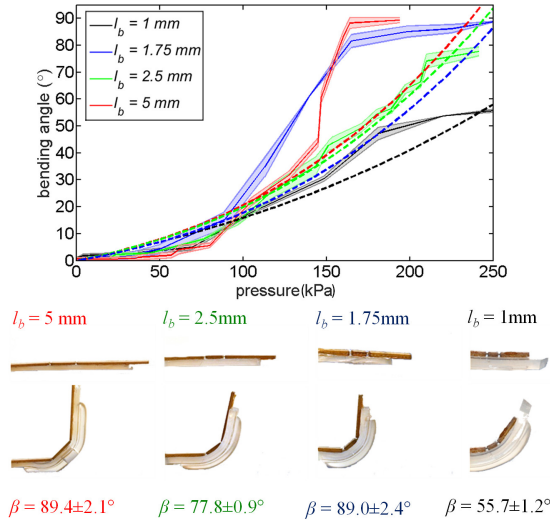 90
80
70
60
50
40
30
20
10
0
bending angle (°)
l_b = 1 mm
l_b = 1.75 mm
l_b = 2.5 mm
l_b = 5 mm
0 50 100 150 200 250
pressure(kPa)
l_b = 5 mm l_b = 2.5mm l_b = 1.75mm l_b = 1mm
β = 89.4±2.1° β = 77.8±0.9° β = 89.0±2.4° β = 55.7±1.2°